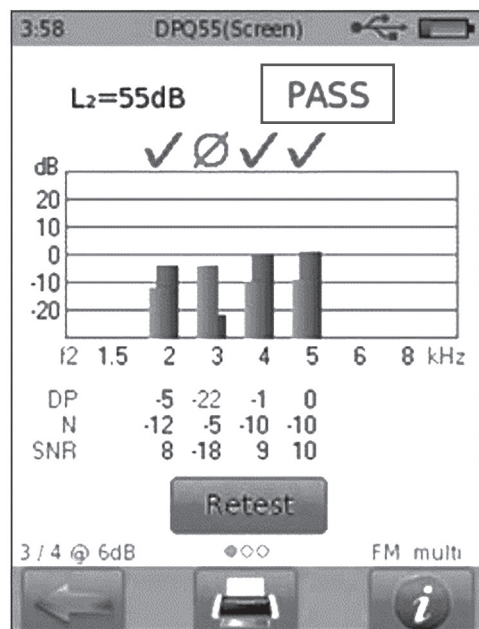 3:58 DPQ55(Screen)
L₂=55dB PASS
✓ ∅ ✓ ✓
dB
20
10
0
-10
-20
f2 1.5 2 3 4 5 6 8 kHz
DP -5 -22 -1 0
N -12 -5 -10 -10
SNR 8 -18 9 10
Retest
3 / 4 @ 6dB FM multi
i